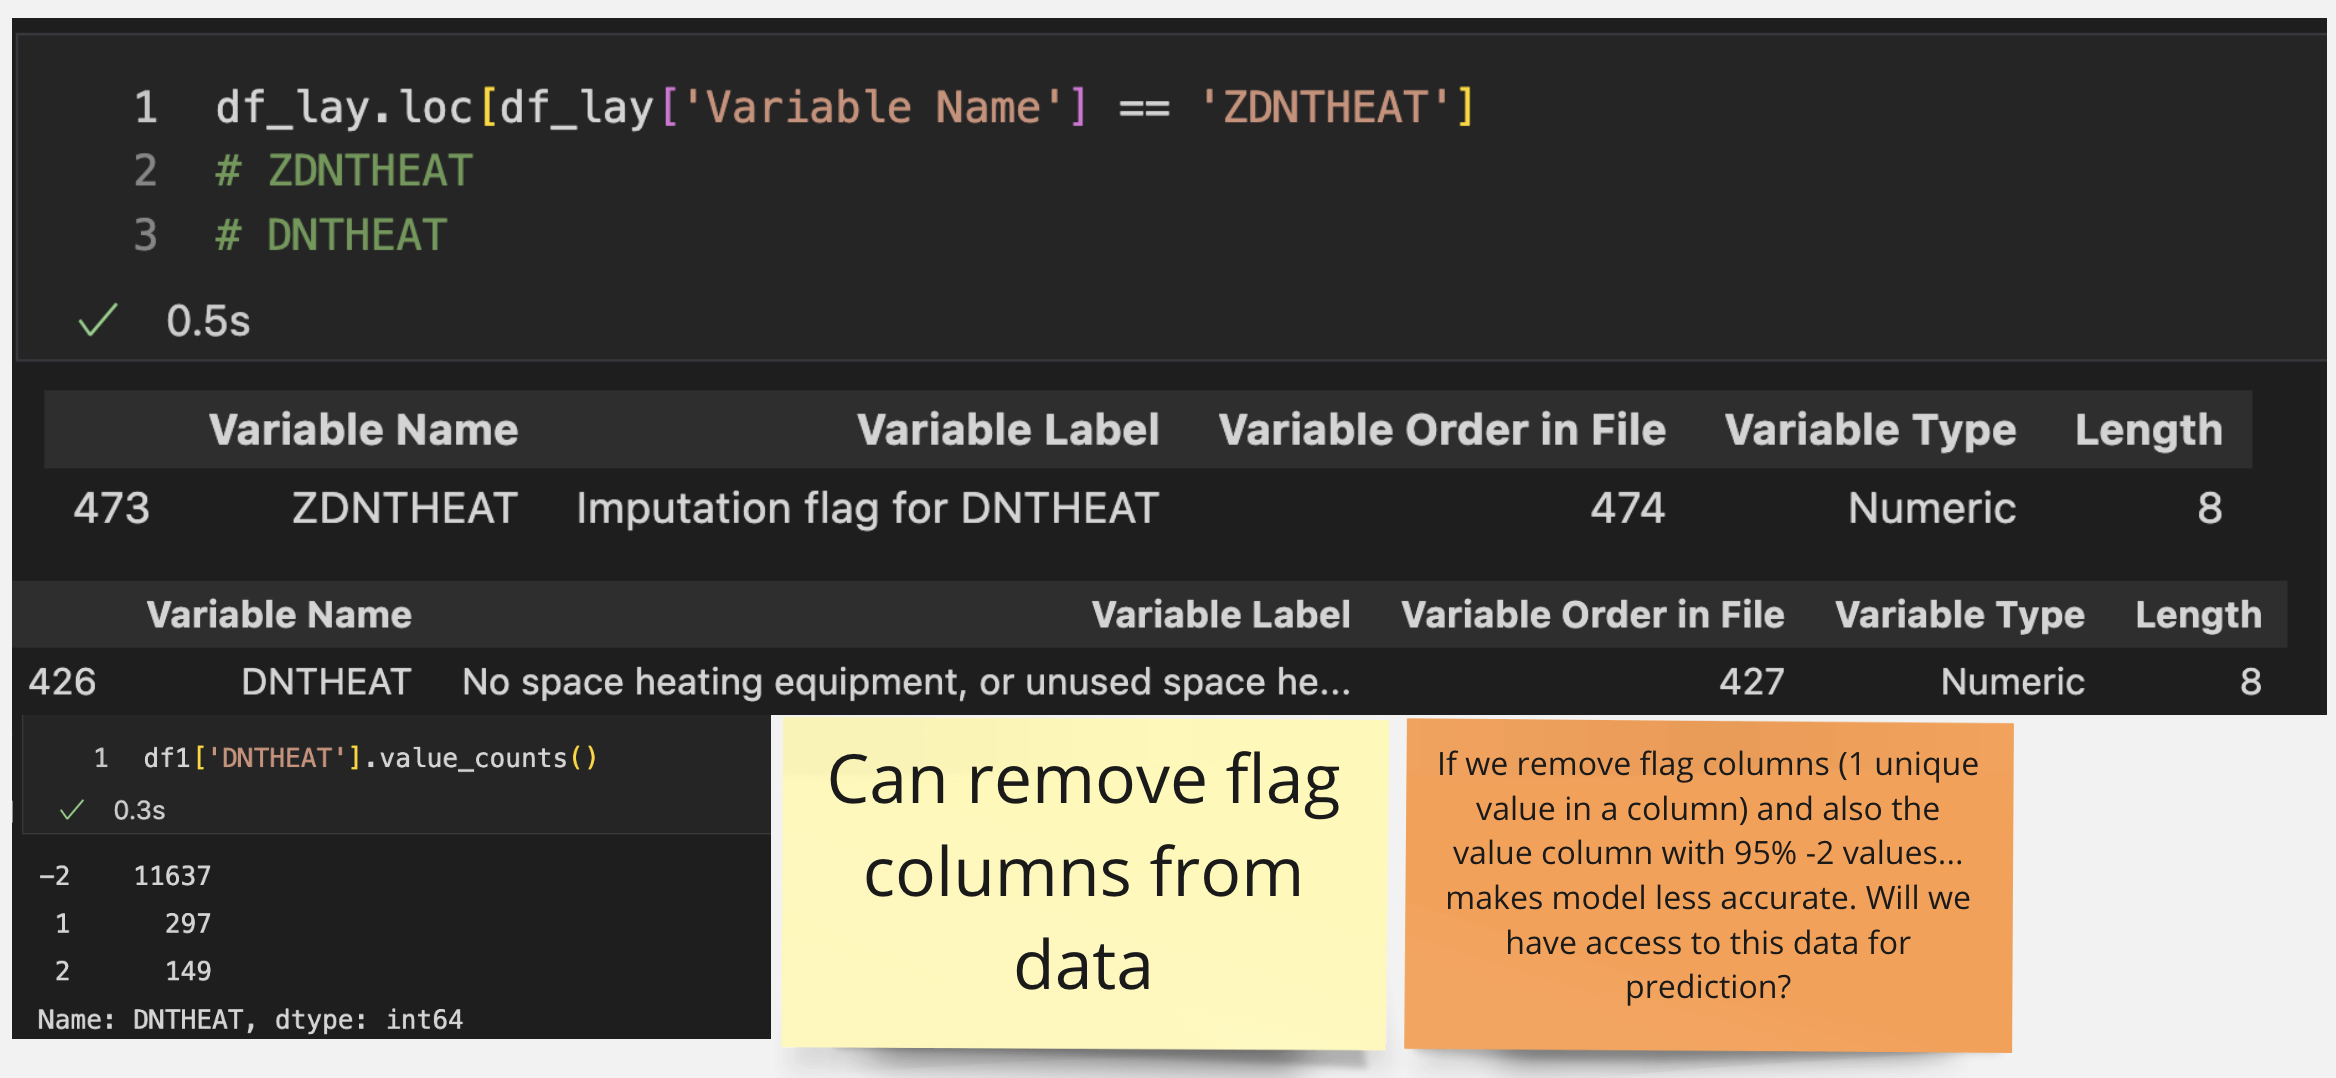 1 df_lay.loc[df_lay['Variable Name'] == 'ZDNTHEAT']
2 # ZDNTHEAT
3 # DNTHEAT
0.5s
Variable Name Variable Label Variable Order in File Variable Type Length
473 ZDNTHEAT Imputation flag for DNTHEAT 474 Numeric 8
Variable Name Variable Label Variable Order in File Variable Type Length
426 DNTHEAT No space heating equipment, or unused space he... 427 Numeric 8
1 df1['DNTHEAT'].value_counts()
0.3s
-2 11637
1 297
2 149
Name: DNTHEAT, dtype: int64
Can remove flag
columns from
data
If we remove flag columns (1 unique
value in a column) and also the
value column with 95% -2 values...
makes model less accurate. Will we
have access to this data for
prediction?